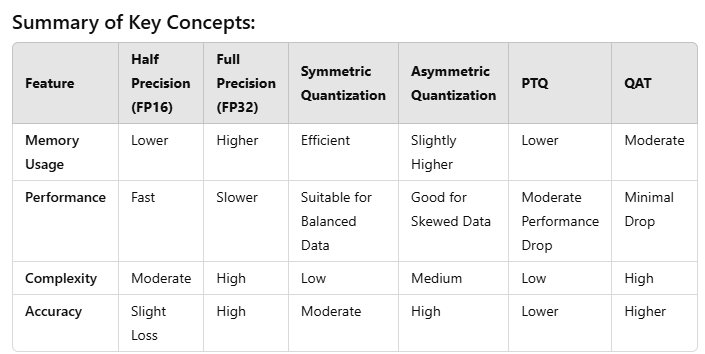 Summary of Key Concepts:
Feature Half Precision (FP16) Full Precision (FP32) Symmetric Quantization Asymmetric Quantization PTQ QAT
Memory Usage Lower Higher Efficient Slightly Higher Lower Moderate
Performance Fast Slower Suitable for Balanced Data Good for Skewed Data Moderate Performance Drop Minimal Drop
Complexity Moderate High Low Medium Low High
Accuracy Slight Loss High Moderate High Lower Higher